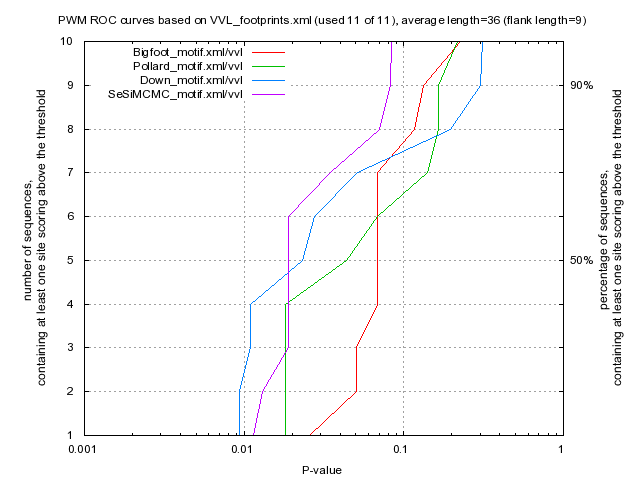 PWM ROC curves based on VVL_footprints.xml (used 11 of 11), average length=36 (flank length=9)
Bigfoot_motif.xml/vvl
Pollard_motif.xml/vvl
Down_motif.xml/vvl
SeSiMCMC_motif.xml/vvl
10
9
8
7
6
5
4
3
2
1
number of sequences,
containing at least one site scoring above the threshold
90%
50%
percentage of sequences,
containing at least one site scoring above the threshold
0.001
0.01
0.1
1
P-value